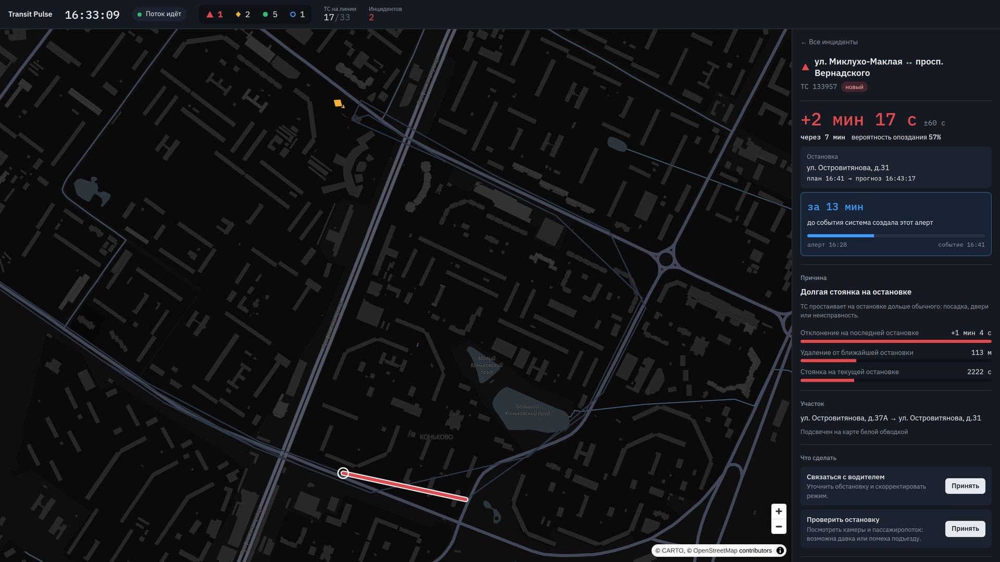 Transit Pulse
16:33:09
Поток идёт
1
2
5
1
ТС на линии
17/33
Инцидентов
2
Профсоюзная улица
Профсоюзная улица
Профсоюзная улица
Малый
Коньковский
пруд
Большой
Коньковский пруд
КОНЬКОВО
+
−
© CARTO, © OpenStreetMap contributors
← Все инциденты
ул. Миклухо-Маклая ↔ просп.
Вернадского
ТС 133957 новый
+2 мин 17 с ±60 с
через 7 мин вероятность опоздания 57%
Остановка
ул. Островитянова, д.31
план 16:41 → прогноз 16:43:17
за 13 мин
до события система создала этот алерт
алерт 16:28 событие 16:41
Причина
Долгая стоянка на остановке
ТС простаивает на остановке дольше обычного: посадка, двери
или неисправность.
Отклонение на последней остановке +1 мин 4 с
Удаление от ближайшей остановки 113 м
Стоянка на текущей остановке 2222 с
Участок
ул. Островитянова, д.37А → ул. Островитянова, д.31
Подсвечен на карте белой обводкой
Что сделать
Связаться с водителем
Уточнить обстановку и скорректировать
режим.
Принять
Проверить остановку
Посмотреть камеры и пассажиропоток:
возможна давка или помеха подъезду.
Принять